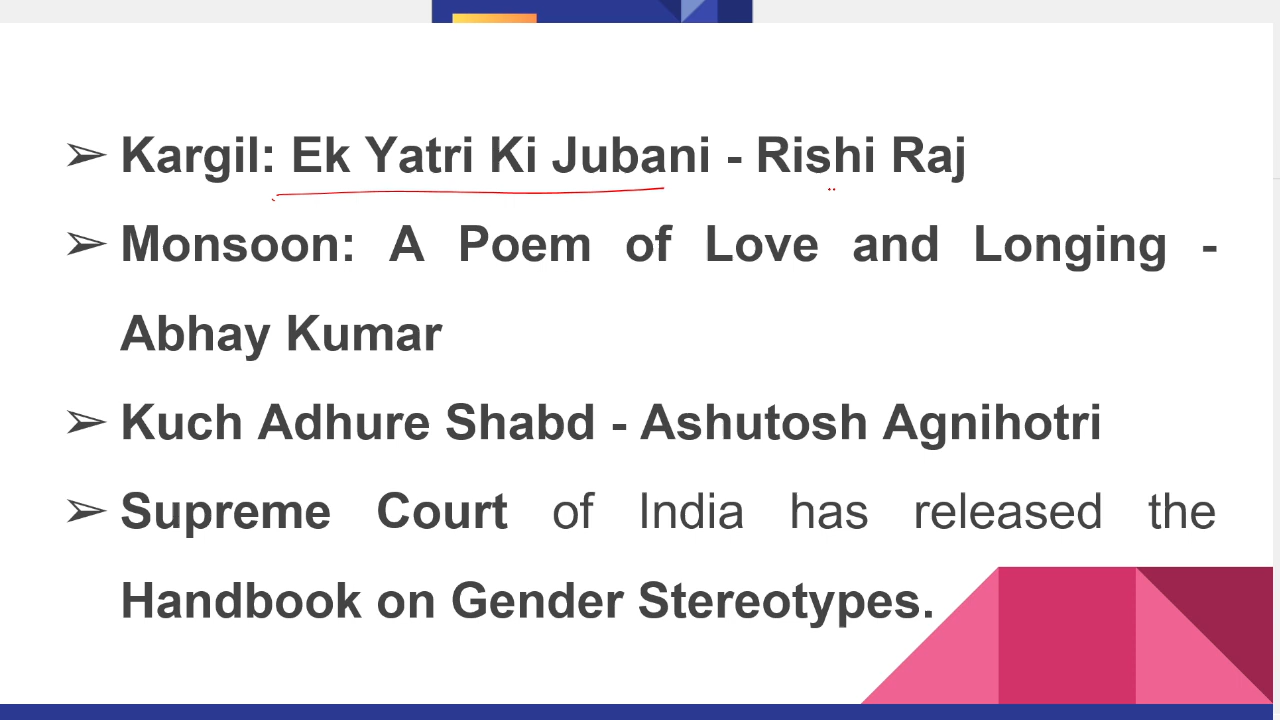 ➢ Kargil: Ek Yatri Ki Jubani - Rishi Raj
➢ Monsoon: A Poem of Love and Longing -
Abhay Kumar
➢ Kuch Adhure Shabd - Ashutosh Agnihotri
➢ Supreme Court of India has released the
Handbook on Gender Stereotypes.